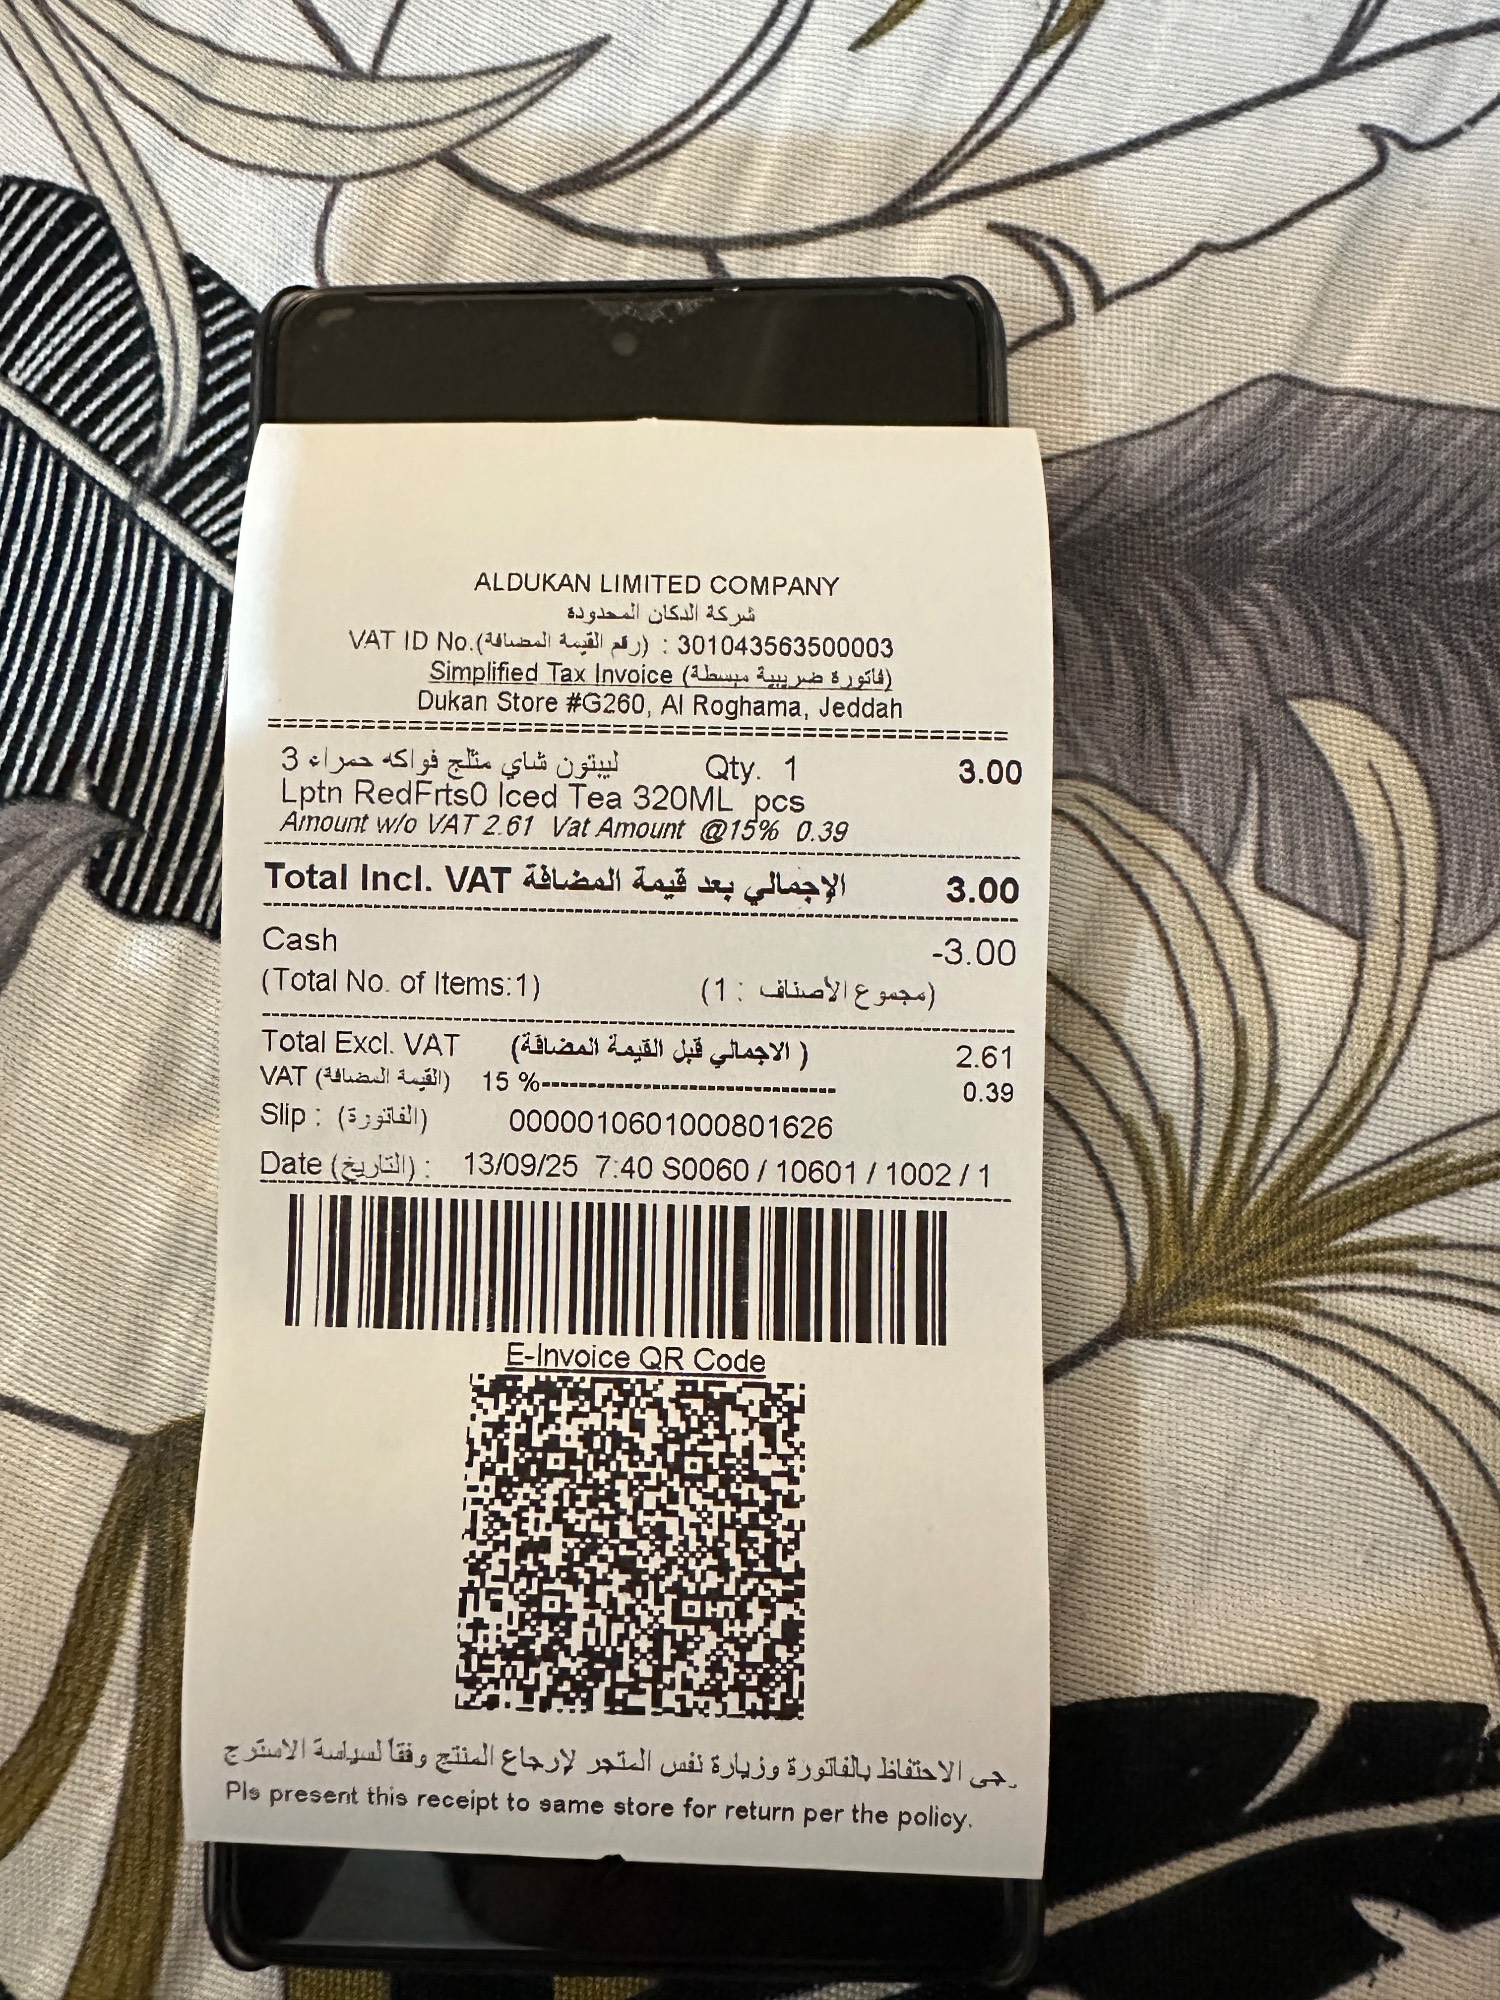 ALDUKAN LIMITED COMPANY
شركة الدكان المحدودة
VAT ID No.(رقم القيمة المضافة) : 301043563500003
Simplified Tax Invoice (فاتورة ضريبية مبسطة)
Dukan Store #G260, Al Roghama, Jeddah
ليبتون شاي مثلج فواكه حمراء 3 Qty. 1 3.00
Lptn RedFrts0 Iced Tea 320ML pcs
Amount w/o VAT 2.61 Vat Amount @15% 0.39
Total Incl. VAT الإجمالي بعد قيمة المضافة 3.00
Cash -3.00
(Total No. of Items:1) (مجموع الأصناف : 1)
Total Excl. VAT (الاجمالي قبل القيمة المضافة) 2.61
VAT (القيمة المضافة) 15 %------------------------------ 0.39
Slip : (الفاتورة) 0000010601000801626
Date (التاريخ) : 13/09/25 7:40 S0060 / 10601 / 1002 / 1
E-Invoice QR Code
رجى الاحتفاظ بالفاتورة وزيارة نفس المتجر لإرجاع المنتج وفقا لسياسة الاسترج
Pls present this receipt to same store for return per the policy.